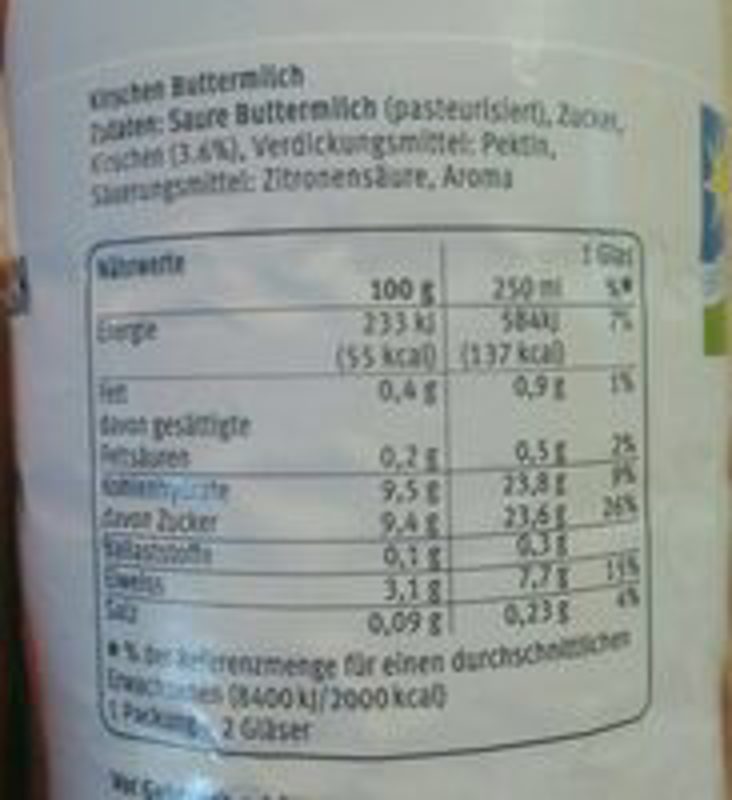 Kirschen Buttermilch
Zutaten: Saure Buttermilch (pasteurisiert), Zucker,
Kirschen (3.6%), Verdickungsmittel: Pektin,
Säuerungsmittel: Zitronensäure, Aroma
Nährwerte 1 Glas
100 g 250 ml %*
Energie 233 kJ 584kJ 7%
(55 kcal) (137 kcal)
Fett 0,4 g 0,9 g 1%
davon gesättigte
Fettsäuren 0,2 g 0,5 g 2%
Kohlenhydrate 9,5 g 23,8 g 9%
davon Zucker 9,4 g 23,6 g 26%
Ballaststoffe 0,1 g 0,3 g
Eiweiss 3,1 g 7,7 g 15%
Salz 0,09 g 0,23 g 4%
* % der Referenzmenge für einen durchschnittlichen
Erwachsenen (8400 kJ/2000 kcal)
1 Packung 2 Gläser